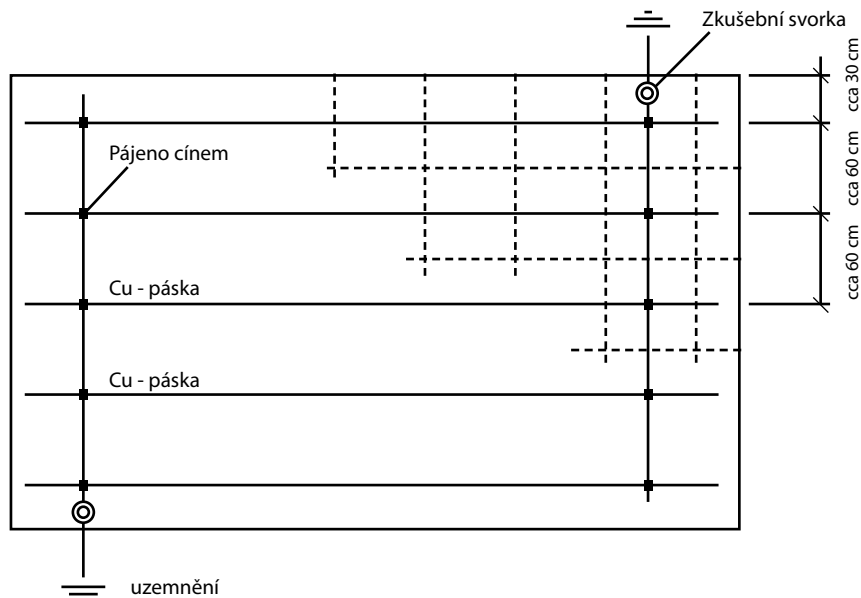 Zkušební svorka
cca 30 cm
Pájeno cínem
cca 60 cm
cca 60 cm
Cu - páska
Cu - páska
uzemnění